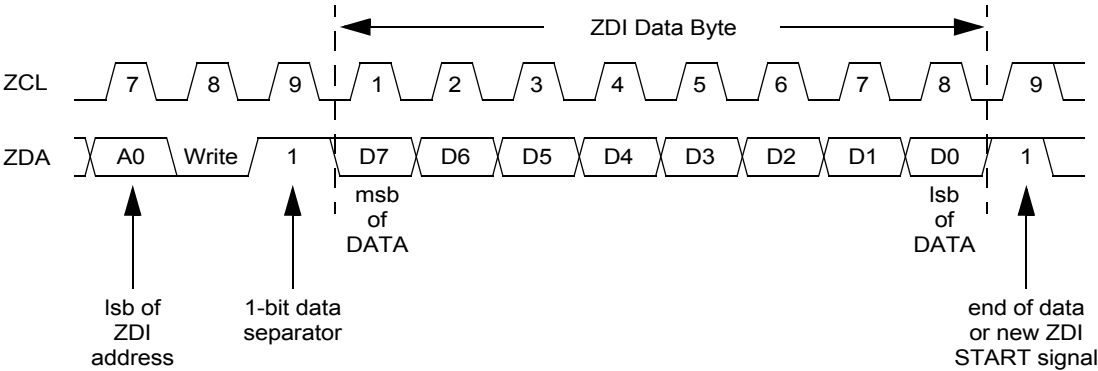 ZDI Data Byte
ZCL 7 8 9 1 2 3 4 5 6 7 8 9
ZDA A0 Write 1 D7 D6 D5 D4 D3 D2 D1 D0 1
msb
of
DATA
lsb
of
DATA
lsb of
ZDI
address
1-bit data
separator
end of data
or new ZDI
START signal